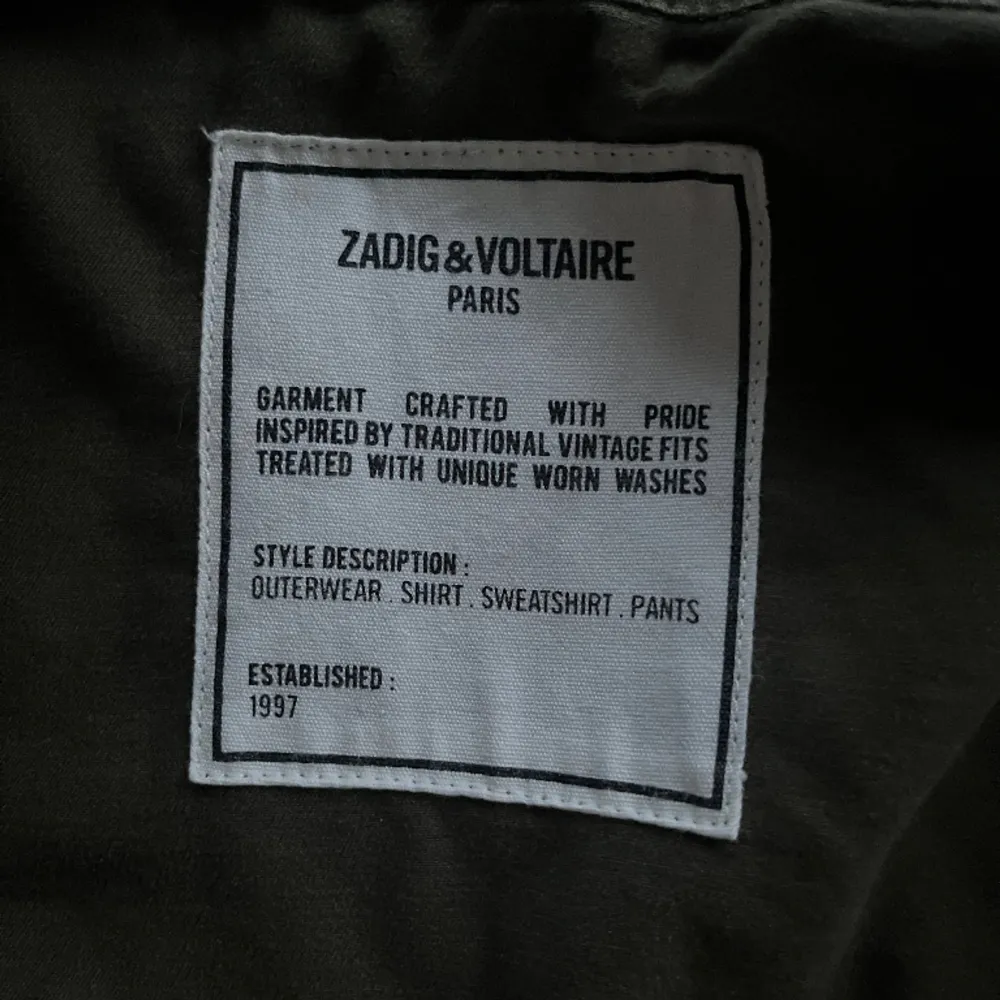 ZADIG&VOLTAIRE
PARIS
GARMENT CRAFTED WITH PRIDE
INSPIRED BY TRADITIONAL VINTAGE FITS
TREATED WITH UNIQUE WORN WASHES
STYLE DESCRIPTION :
OUTERWEAR . SHIRT . SWEATSHIRT . PANTS
ESTABLISHED :
1997